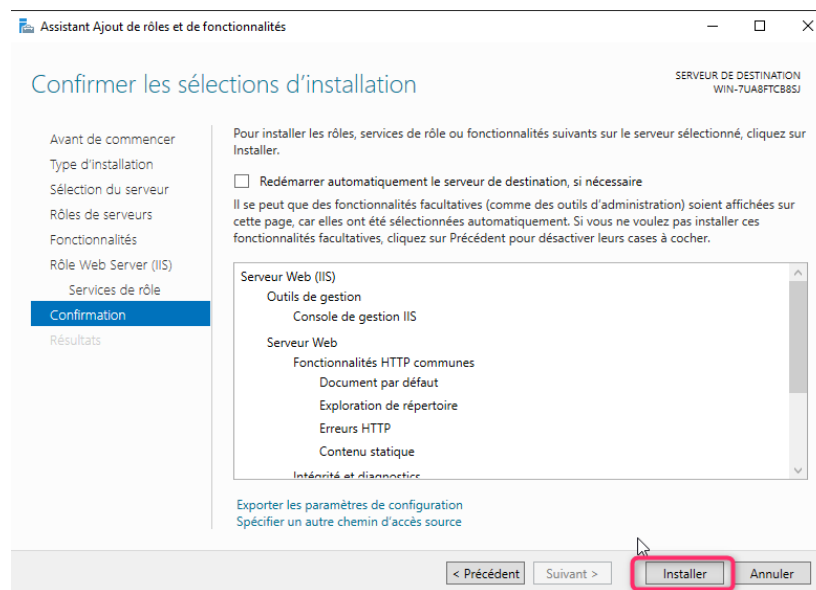 Assistant Ajout de rôles et de fonctionnalités
Confirmer les sélections d'installation
SERVEUR DE DESTINATION
WIN-7UA8FTCB8SJ
Avant de commencer
Type d'installation
Sélection du serveur
Rôles de serveurs
Fonctionnalités
Rôle Web Server (IIS)
Services de rôle
Confirmation
Résultats
Pour installer les rôles, services de rôle ou fonctionnalités suivants sur le serveur sélectionné, cliquez sur
Installer.
Redémarrer automatiquement le serveur de destination, si nécessaire
Il se peut que des fonctionnalités facultatives (comme des outils d'administration) soient affichées sur
cette page, car elles ont été sélectionnées automatiquement. Si vous ne voulez pas installer ces
fonctionnalités facultatives, cliquez sur Précédent pour désactiver leurs cases à cocher.
Serveur Web (IIS)
Outils de gestion
Console de gestion IIS
Serveur Web
Fonctionnalités HTTP communes
Document par défaut
Exploration de répertoire
Erreurs HTTP
Contenu statique
Intégrité et diagnostics
Exporter les paramètres de configuration
Spécifier un autre chemin d'accès source
< Précédent
Suivant >
Installer
Annuler